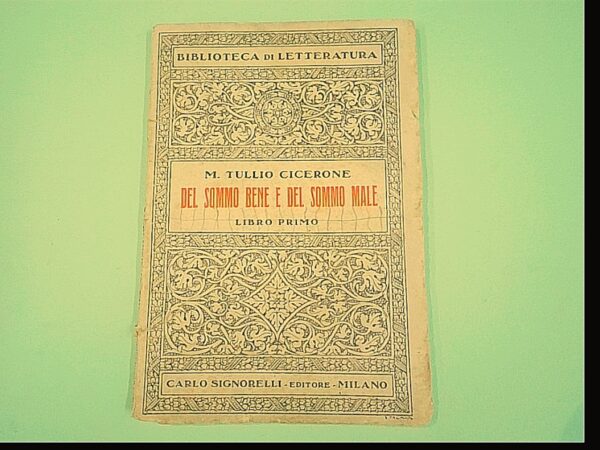 BIBLIOTECA DI LETTERATURA
M. TULLIO CICERONE
DEL SOMMO BENE E DEL SOMMO MALE
LIBRO PRIMO
CARLO SIGNORELLI - EDITORE - MILANO